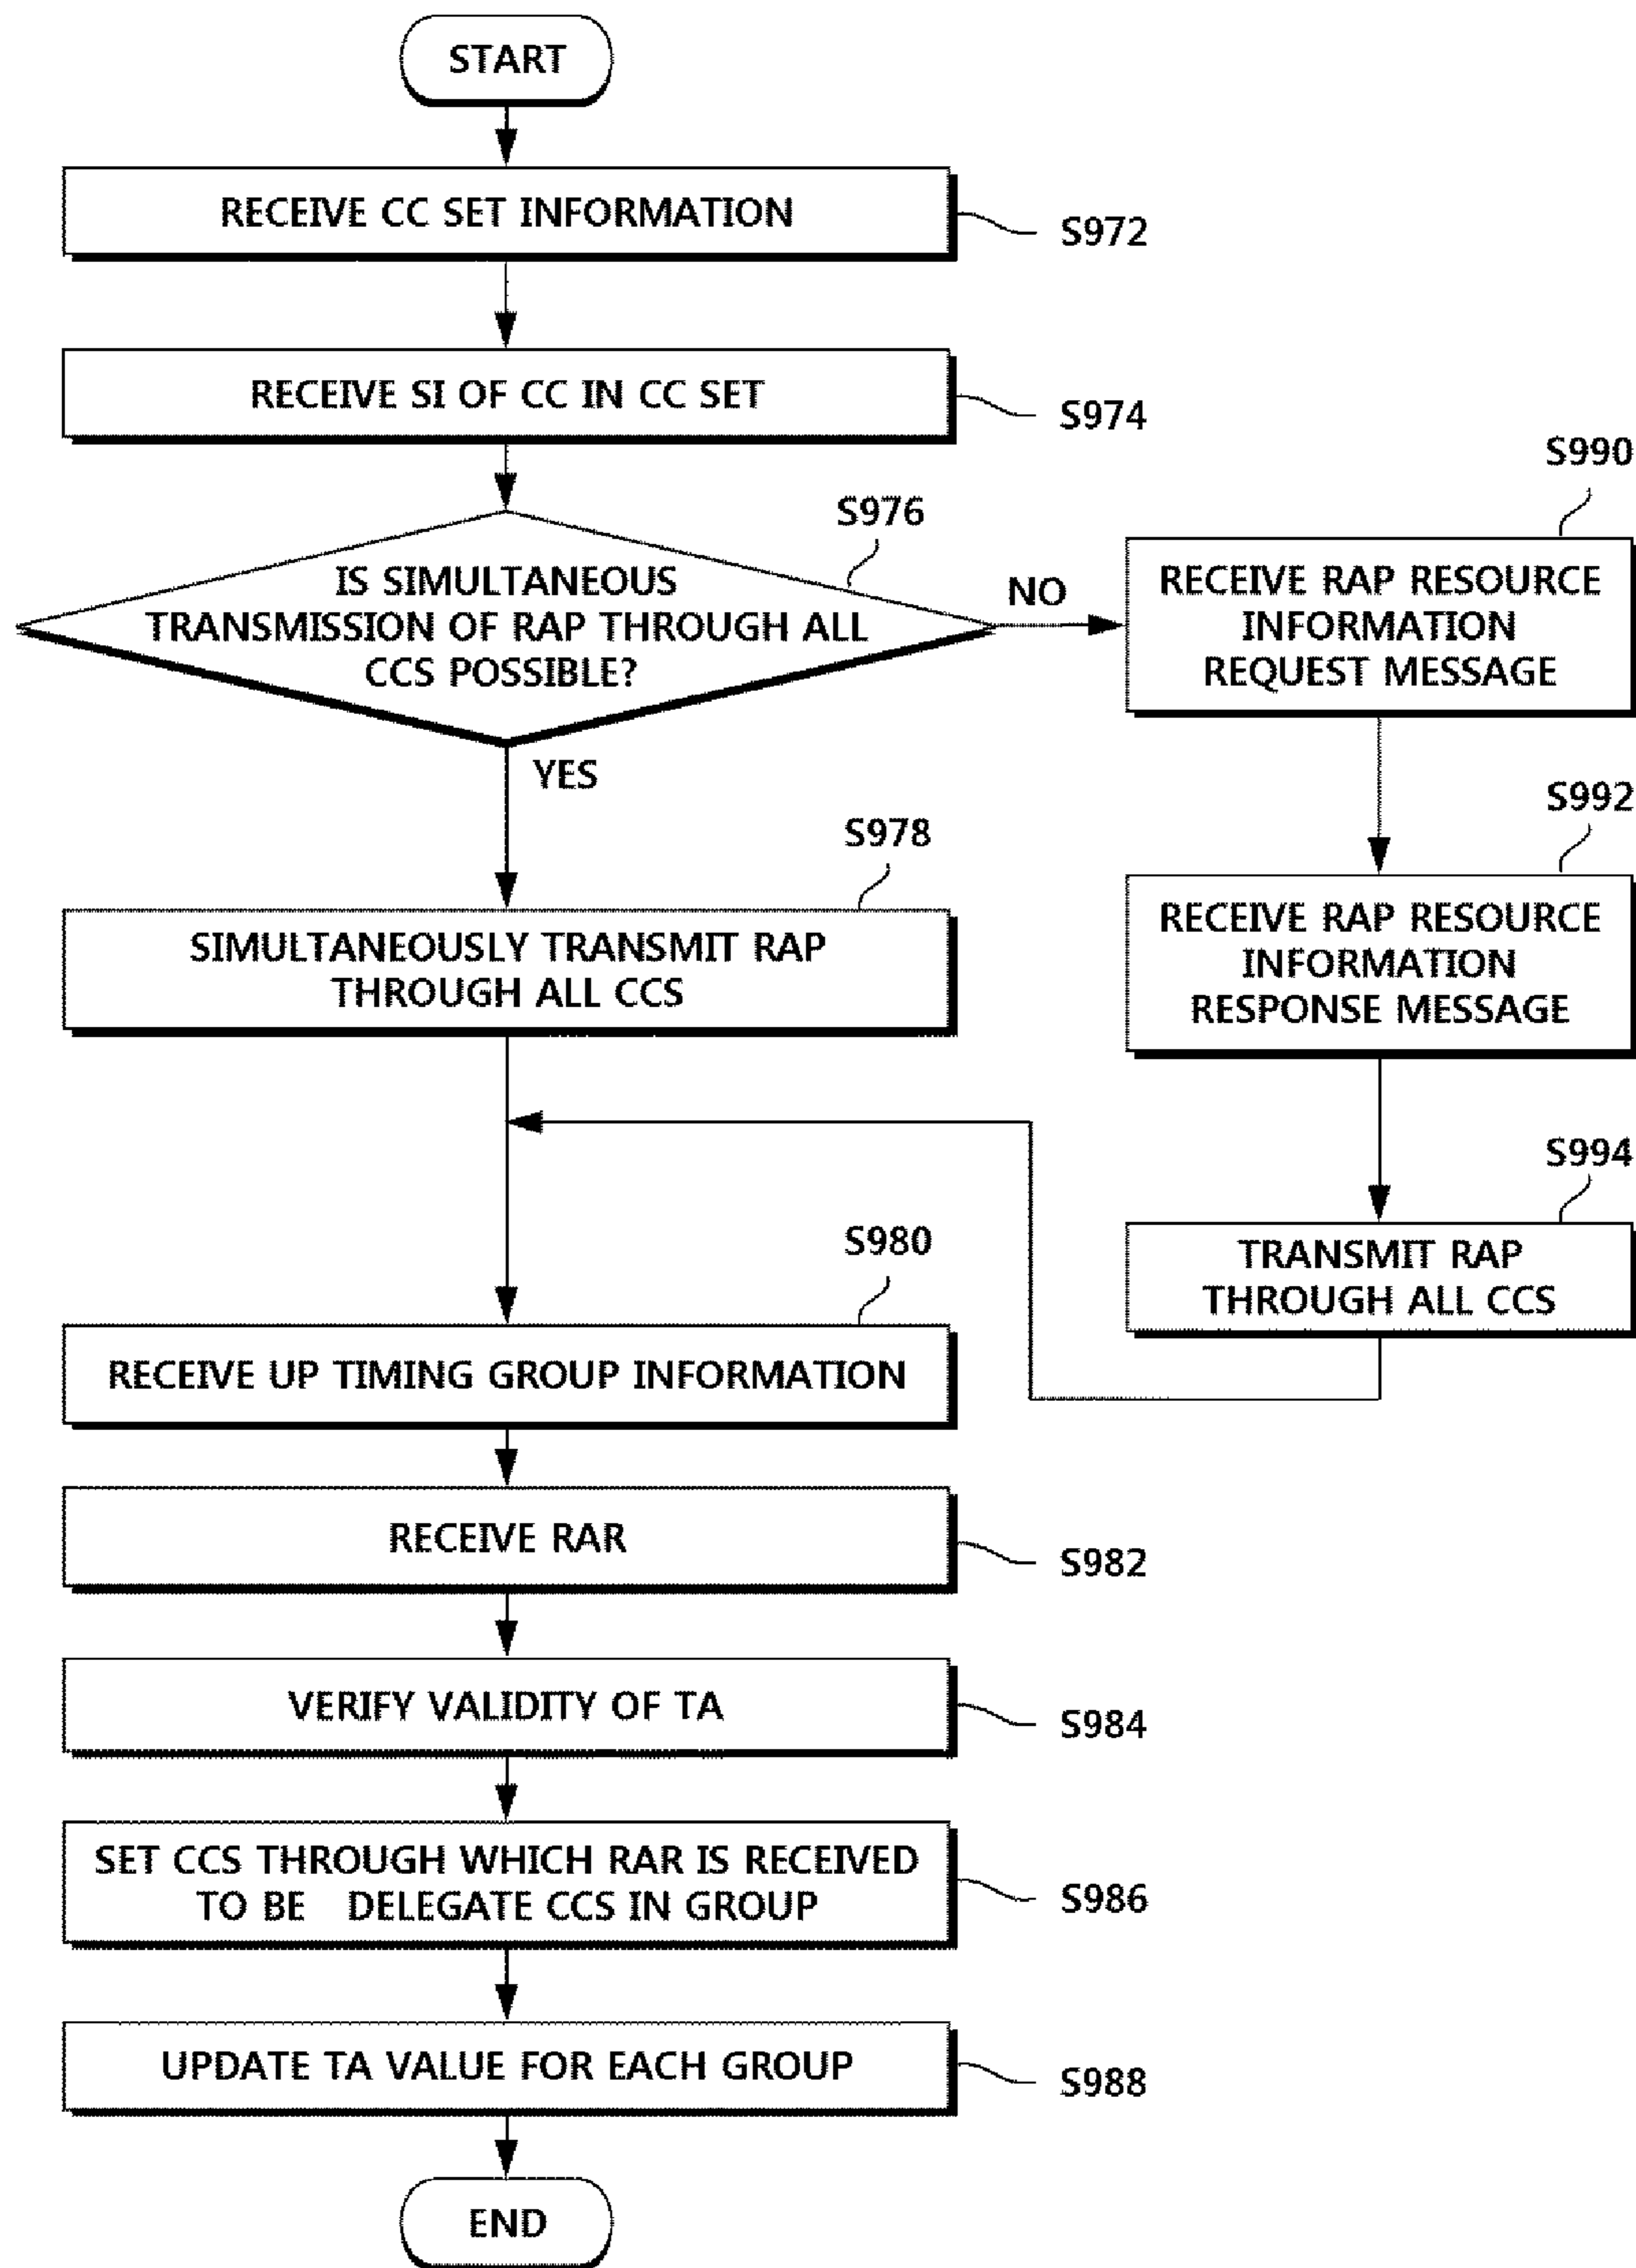 START
RECEIVE CC SET INFORMATION
S972
RECEIVE SI OF CC IN CC SET
S974
S976
IS SIMULTANEOUS
TRANSMISSION OF RAP THROUGH ALL
CCS POSSIBLE?
NO
YES
S990
RECEIVE RAP RESOURCE
INFORMATION
REQUEST MESSAGE
S992
RECEIVE RAP RESOURCE
INFORMATION
RESPONSE MESSAGE
S994
TRANSMIT RAP
THROUGH ALL CCS
S978
SIMULTANEOUSLY TRANSMIT RAP
THROUGH ALL CCS
S980
RECEIVE UP TIMING GROUP INFORMATION
RECEIVE RAR
S982
VERIFY VALIDITY OF TA
S984
SET CCS THROUGH WHICH RAR IS RECEIVED
TO BE DELEGATE CCS IN GROUP
S986
UPDATE TA VALUE FOR EACH GROUP
S988
END